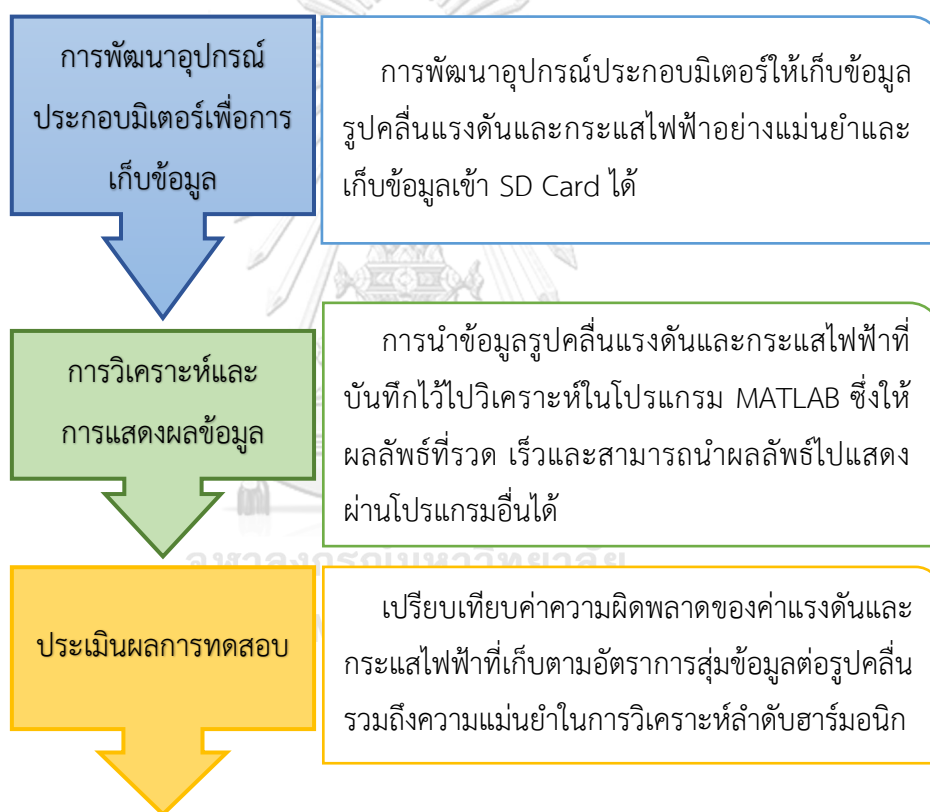 การพัฒนาอุปกรณ์
ประกอบมิเตอร์เพื่อการ
เก็บข้อมูล
การพัฒนาอุปกรณ์ประกอบมิเตอร์ให้เก็บข้อมูล
รูปคลื่นแรงดันและกระแสไฟฟ้าอย่างแม่นยำและ
เก็บข้อมูลเข้า SD Card ได้
การวิเคราะห์และ
การแสดงผลข้อมูล
การนำข้อมูลรูปคลื่นแรงดันและกระแสไฟฟ้าที่
บันทึกไว้ไปวิเคราะห์ในโปรแกรม MATLAB ซึ่งให้
ผลลัพธ์ที่รวด เร็วและสามารถนำผลลัพธ์ไปแสดง
ผ่านโปรแกรมอื่นได้
จุฬาลงกรณ์มหาวิทยาลัย
ประเมินผลการทดสอบ
เปรียบเทียบค่าความผิดพลาดของค่าแรงดันและ
กระแสไฟฟ้าที่เก็บตามอัตราการสุ่มข้อมูลต่อรูปคลื่น
รวมถึงความแม่นยำในการวิเคราะห์ลำดับฮาร์มอนิก